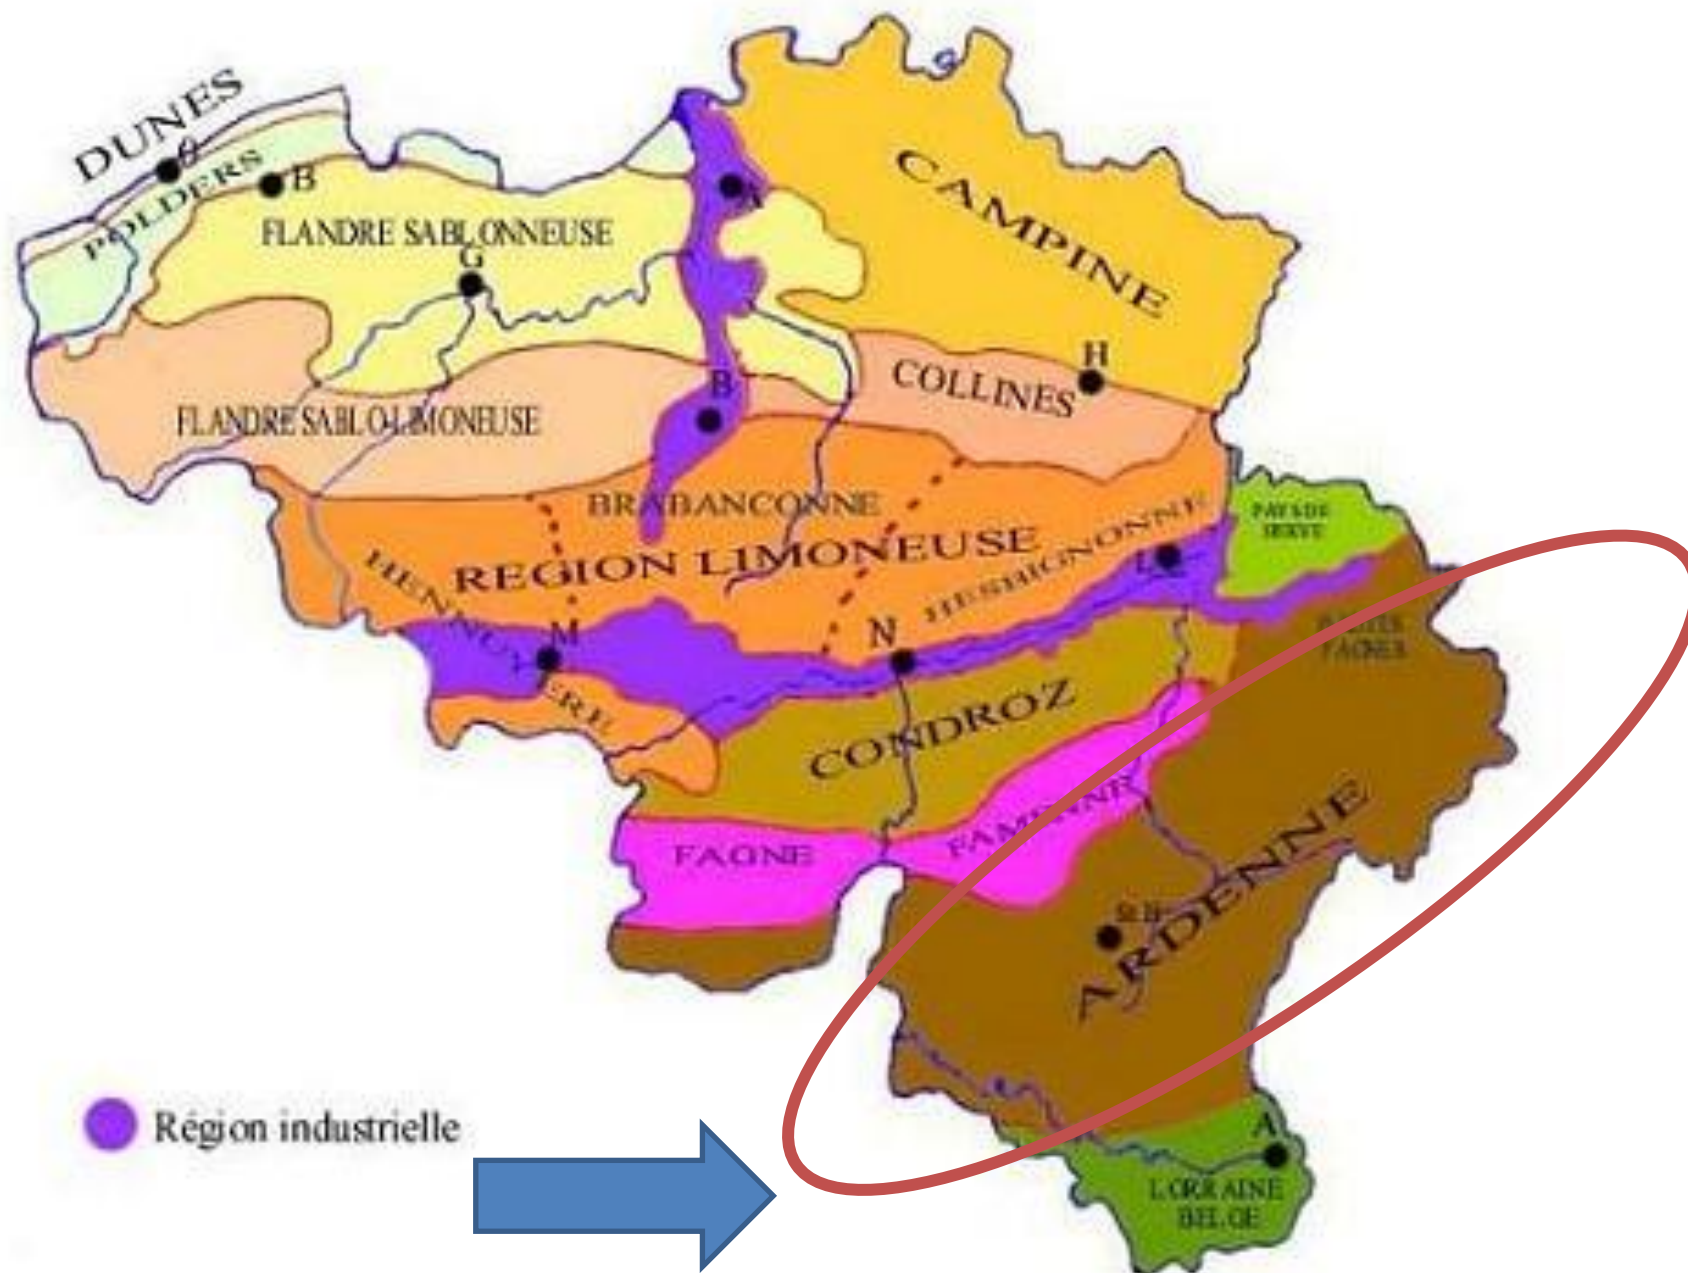 DUNES
O
POLDERS
B
FLANDRE SABLONNEUSE
G
A
CAMPINE
H
COLLINES
B
FLANDRE SABLO-LIMONEUSE
BRABANCONNE
REGION LIMONEUSE
HENNUYERE
HESBIGNONNE
PAYS DE
HERVE
L
M
N
HAUTES
FAGNES
CONDROZ
FAGNE
FAMENNE
ARDENNE
A
LORRAINE
BELGE
Région industrielle